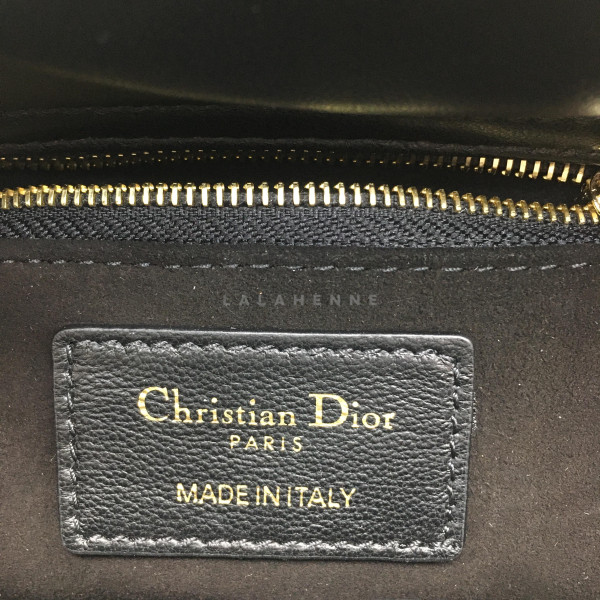 LALAHENNE
Christian Dior
PARIS
MADE IN ITALY